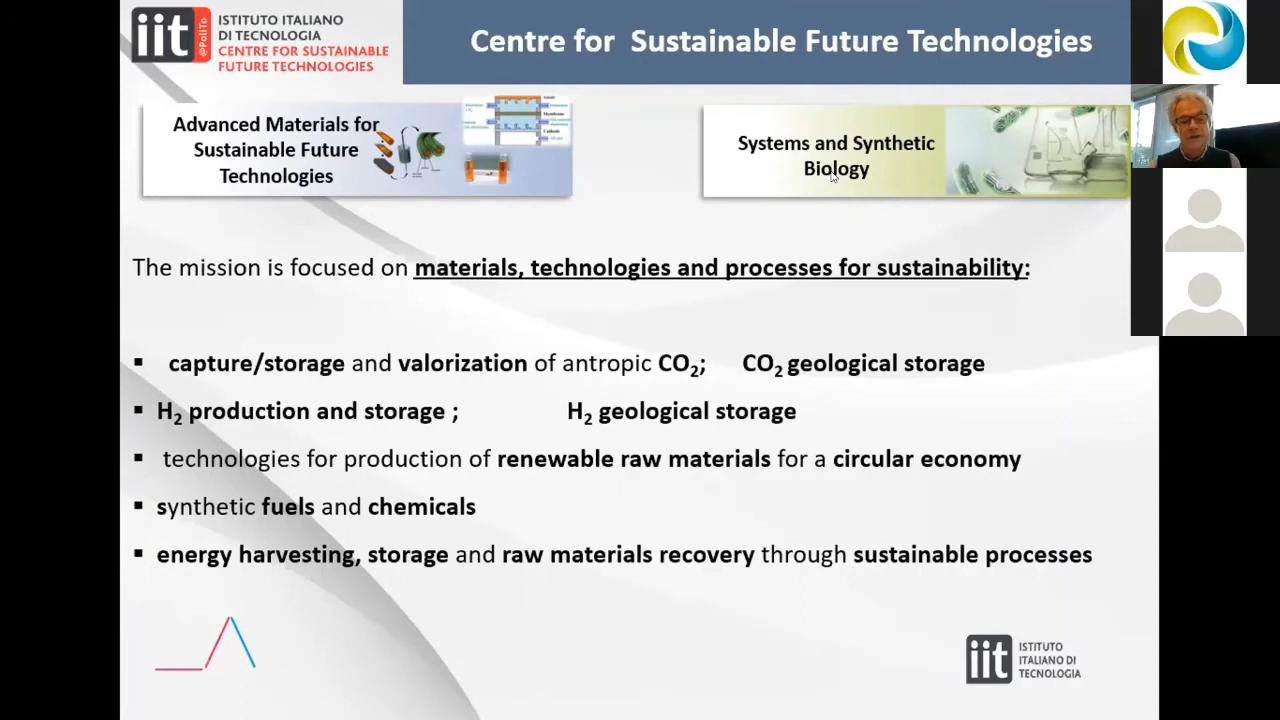 iit
@PoliTo
ISTITUTO ITALIANO
DI TECNOLOGIA
CENTRE FOR SUSTAINABLE
FUTURE TECHNOLOGIES
Centre for Sustainable Future Technologies
Advanced Materials for
Sustainable Future
Technologies
Membrane
Cathode
Systems and Synthetic
Biology
The mission is focused on materials, technologies and processes for sustainability:
▪ capture/storage and valorization of antropic CO₂; CO₂ geological storage
▪ H₂ production and storage ; H₂ geological storage
▪ technologies for production of renewable raw materials for a circular economy
▪ synthetic fuels and chemicals
▪ energy harvesting, storage and raw materials recovery through sustainable processes
iit
ISTITUTO
ITALIANO DI
TECNOLOGIA